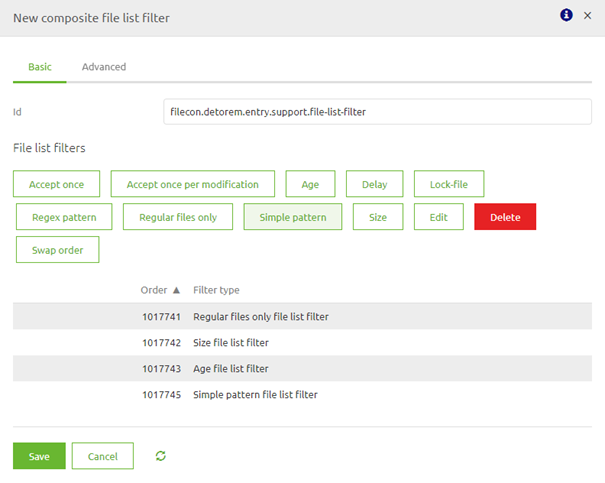 New composite file list filter
Basic Advanced
Id filecon.detorem.entry.support.file-list-filter
File list filters
Accept once Accept once per modification Age Delay Lock-file
Regex pattern Regular files only Simple pattern Size Edit Delete
Swap order
Order ▲ Filter type
1017741 Regular files only file list filter
1017742 Size file list filter
1017743 Age file list filter
1017745 Simple pattern file list filter
Save Cancel